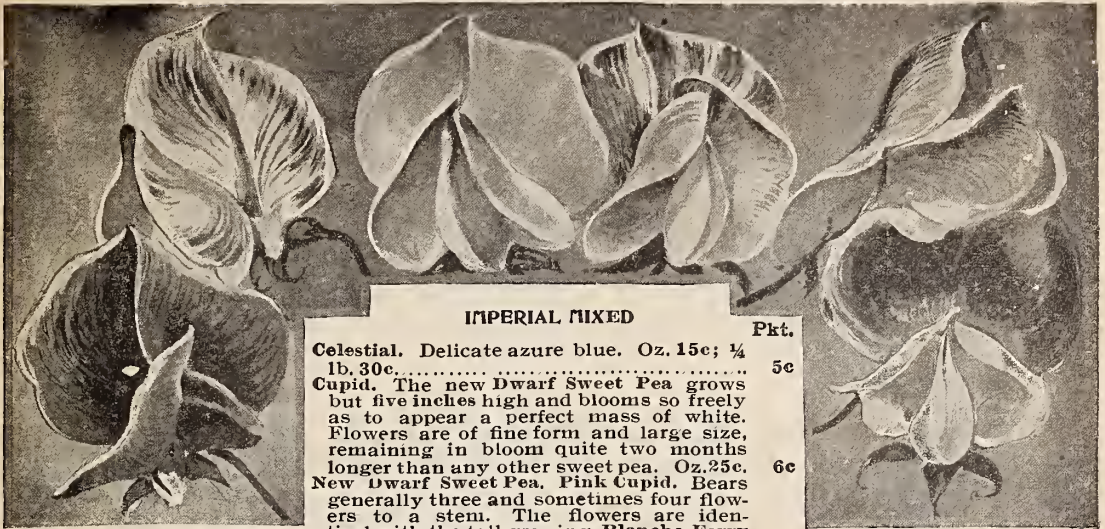 IMPERIAL MIXED
Pkt.
Celestial. Delicate azure blue. Oz. 15c; ¼
lb. 30c.......................................................... 5c
Cupid. The new Dwarf Sweet Pea grows
but five inches high and blooms so freely
as to appear a perfect mass of white.
Flowers are of fine form and large size,
remaining in bloom quite two months
longer than any other sweet pea. Oz.25c. 6c
New Dwarf Sweet Pea. Pink Cupid. Bears
generally three and sometimes four flow-
ers to a stem. The flowers are iden-